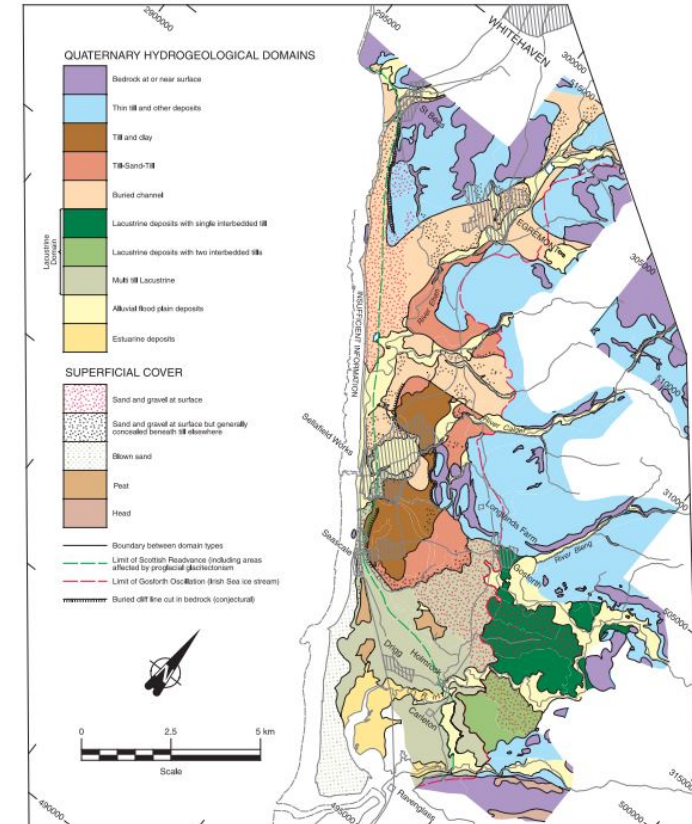 QUATERNARY HYDROGEOLOGICAL DOMAINS
Bedrock at or near surface
Thin till and other deposits
Till and clay
Till-Sand-Till
Buried channel
Lacustrine deposits with single interbedded till
Lacustrine deposits with two interbedded tills
Multi till Lacustrine
Alluvial flood plain deposits
Estuarine deposits
Lacustrine
Domain
SUPERFICIAL COVER
Sand and gravel at surface
Sand and gravel at surface but generally
concealed beneath till elsewhere
Blown sand
Peat
Head
Boundary between domain types
Limit of Scottish Readvance (including areas
affected by proglacial glacitectonism
Limit of Gosforth Oscillation (Irish Sea ice stream)
Buried cliff line cut in bedrock (conjectural)
0
2.5
5 km
Scale
2900000
295000
WHITEHAVEN
300000
515000
St Bees
EGREMONT
305000
River Ehen
INSUFFICIENT INFORMATION
510000
Sellafield Works
River Calder
310000
Longlands Farm
Seascale
River Bleng
Gosforth
505000
Drigg
Holmrook
Carleton
Ravenglass
315000
490000
495000
500000